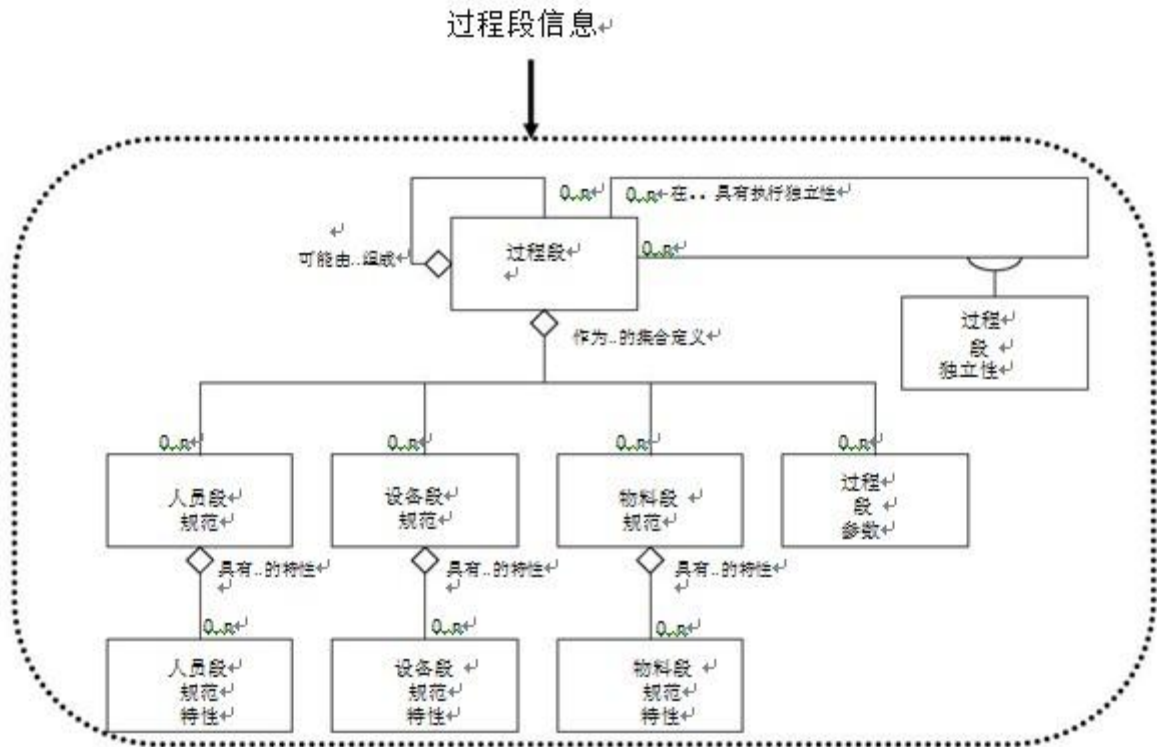 过程段信息
0..n
0..n 在.. 具有执行独立性
可能由..组成
过程段
0..n
过程
段
独立性
作为..的集合定义
0..n
0..n
0..n
0..n
人员段
规范
设备段
规范
物料段
规范
过程
段
参数
具有..的特性
具有..的特性
具有..的特性
0..n
0..n
0..n
人员段
规范
特性
设备段
规范
特性
物料段
规范
特性